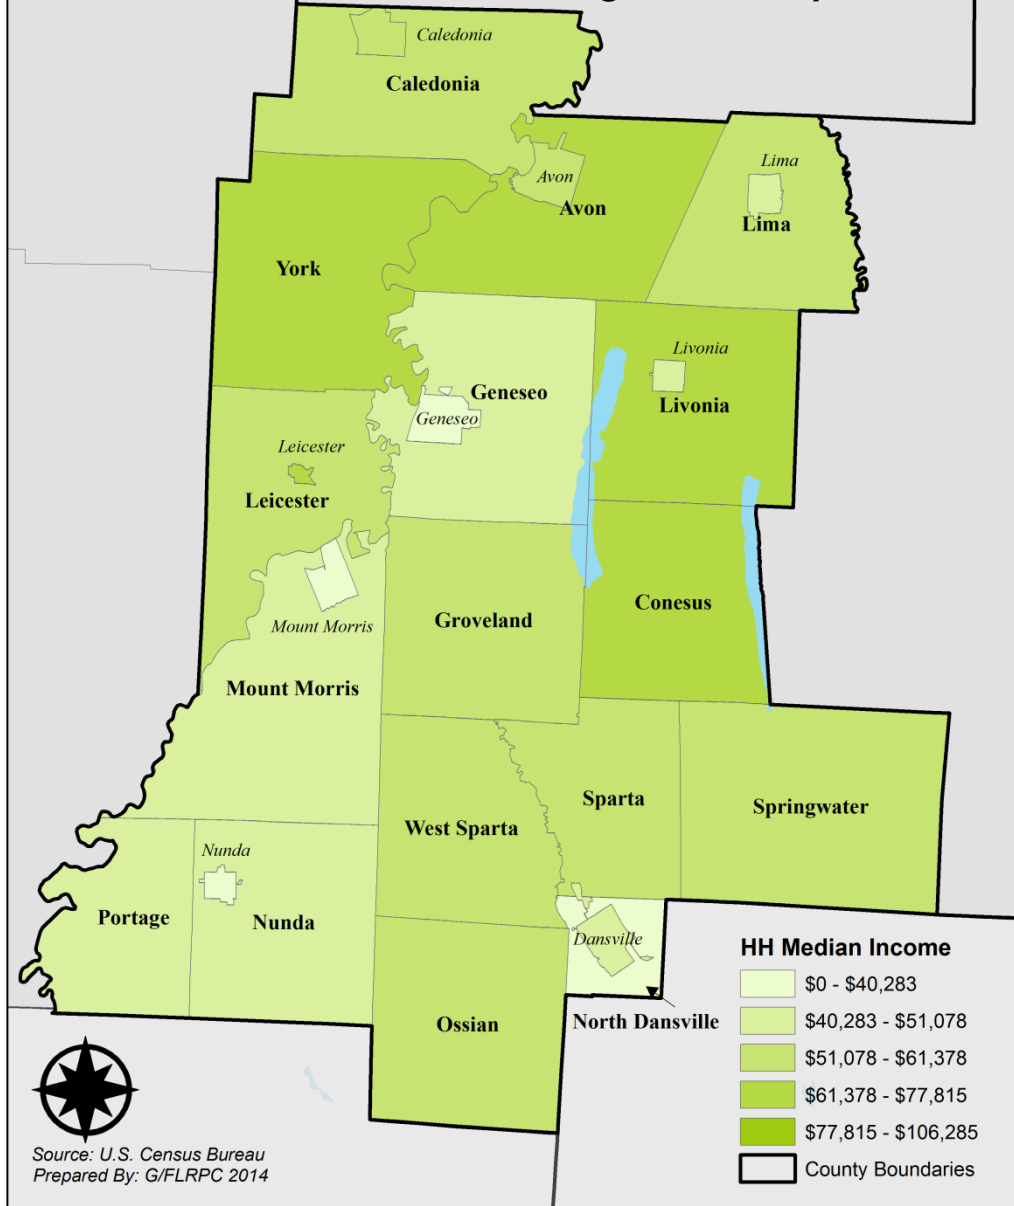 Caledonia
Caledonia
Lima
Avon
Avon
Lima
York
Livonia
Geneseo
Livonia
Geneseo
Leicester
Leicester
Conesus
Groveland
Mount Morris
Mount Morris
Sparta
Springwater
West Sparta
Nunda
Portage
Nunda
Dansville
North Dansville
Ossian
HH Median Income
$0 - $40,283
$40,283 - $51,078
$51,078 - $61,378
$61,378 - $77,815
$77,815 - $106,285
County Boundaries
Source: U.S. Census Bureau
Prepared By: G/FLRPC 2014